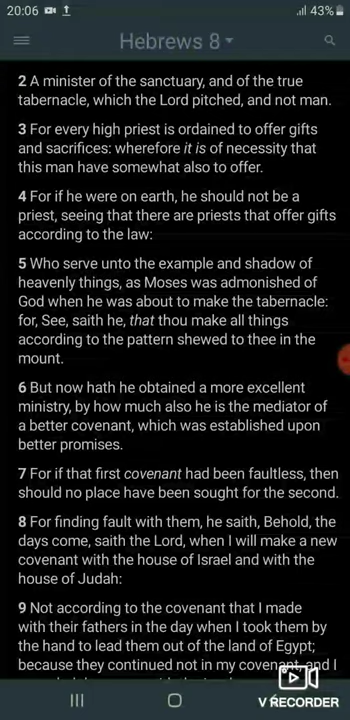 20:06
43%
Hebrews 8
2 A minister of the sanctuary, and of the true
tabernacle, which the Lord pitched, and not man.
3 For every high priest is ordained to offer gifts
and sacrifices: wherefore it is of necessity that
this man have somewhat also to offer.
4 For if he were on earth, he should not be a
priest, seeing that there are priests that offer gifts
according to the law:
5 Who serve unto the example and shadow of
heavenly things, as Moses was admonished of
God when he was about to make the tabernacle:
for, See, saith he, that thou make all things
according to the pattern shewed to thee in the
mount.
6 But now hath he obtained a more excellent
ministry, by how much also he is the mediator of
a better covenant, which was established upon
better promises.
7 For if that first covenant had been faultless, then
should no place have been sought for the second.
8 For finding fault with them, he saith, Behold, the
days come, saith the Lord, when I will make a new
covenant with the house of Israel and with the
house of Judah:
9 Not according to the covenant that I made
with their fathers in the day when I took them by
the hand to lead them out of the land of Egypt;
because they continued not in my covenant, and I
V RECORDER